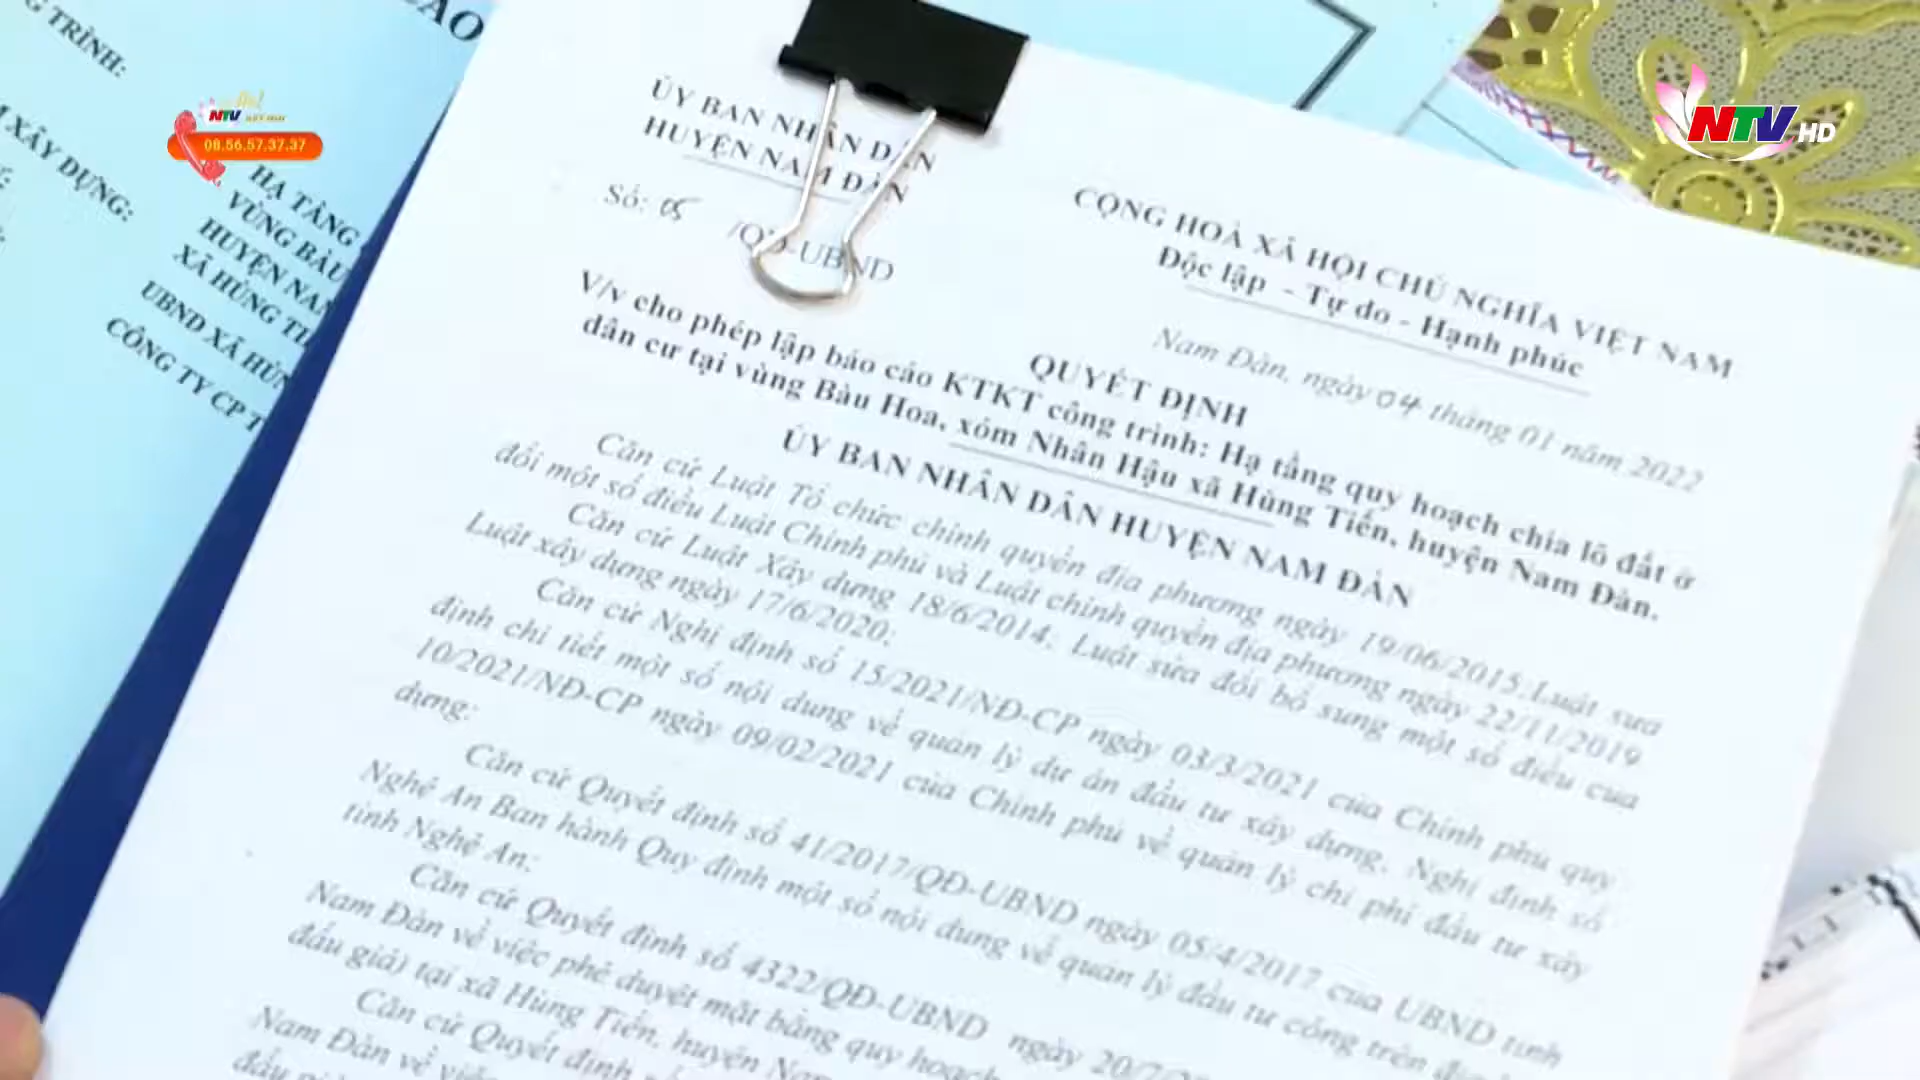 NTV
08.56.57.37.37
NTV HD
G TRÌNH:
XÂY DỰNG:
HẠ TẦNG
VÙNG BÀU
HUYỆN NAM
XÃ HÙNG TI
UBND XÃ HÙN
CÔNG TY CP T
ỦY BAN NHÂN DÂN
HUYỆN NAM ĐÀN
Số: 05 /QĐ-UBND
CỘNG HOÀ XÃ HỘI CHỦ NGHĨA VIỆT NAM
Độc lập - Tự do - Hạnh phúc
Nam Đàn, ngày 04 tháng 01 năm 2022
QUYẾT ĐỊNH
V/v cho phép lập báo cáo KTKT công trình: Hạ tầng quy hoạch chia lô đất ở
dân cư tại vùng Bàu Hoa, xóm Nhân Hậu xã Hùng Tiến, huyện Nam Đàn.
ỦY BAN NHÂN DÂN HUYỆN NAM ĐÀN
Căn cứ Luật Tổ chức chính quyền địa phương ngày 19/06/2015; Luật sửa
đổi một số điều Luật Chính phủ và Luật chính quyền địa phương ngày 22/11/2019
Căn cứ Luật Xây dựng 18/6/2014; Luật sửa đổi bổ sung một số điều của
Luật xây dựng ngày 17/6/2020;
Căn cứ Nghị định số 15/2021/NĐ-CP ngày 03/3/2021 của Chính phủ quy
định chi tiết một số nội dung về quản lý dự án đầu tư xây dựng, Nghị định số
10/2021/NĐ-CP ngày 09/02/2021 của Chính phủ về quản lý chi phí đầu tư xây
dựng;
Căn cứ Quyết định số 41/2017/QĐ-UBND ngày 05/4/2017 của UBND tỉnh
Nghệ An Ban hành Quy định một số nội dung về quản lý đầu tư công trên địa
tỉnh Nghệ An;
Căn cứ Quyết định số 4322/QĐ-UBND ngày 20/7/2
Nam Đàn về việc phê duyệt mặt bằng quy hoạch
đấu giá) tại xã Hùng Tiến, huyện Nam
Căn cứ Quyết định số
Nam Đàn về việc
đấu giá